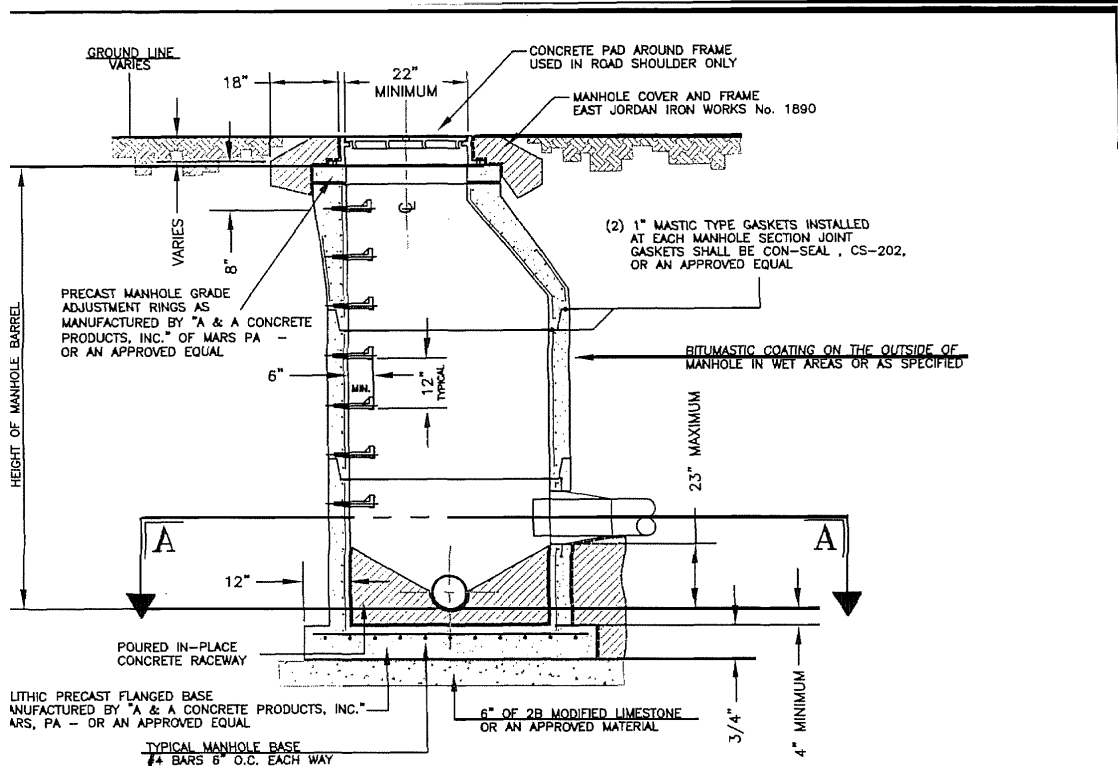 GROUND LINE
VARIES
18"
22"
MINIMUM
CONCRETE PAD AROUND FRAME
USED IN ROAD SHOULDER ONLY
MANHOLE COVER AND FRAME
EAST JORDAN IRON WORKS No. 1890
VARIES
8"
(2) 1" MASTIC TYPE GASKETS INSTALLED
AT EACH MANHOLE SECTION JOINT
GASKETS SHALL BE CON-SEAL , CS-202,
OR AN APPROVED EQUAL
PRECAST MANHOLE GRADE
ADJUSTMENT RINGS AS
MANUFACTURED BY "A & A CONCRETE
PRODUCTS, INC." OF MARS PA –
OR AN APPROVED EQUAL
HEIGHT OF MANHOLE BARREL
6"
MIN.
12"
TYPICAL
BITUMASTIC COATING ON THE OUTSIDE OF
MANHOLE IN WET AREAS OR AS SPECIFIED
23" MAXIMUM
A
A
12"
POURED IN-PLACE
CONCRETE RACEWAY
LITHIC PRECAST FLANGED BASE
ANUFACTURED BY "A & A CONCRETE PRODUCTS, INC."
ARS, PA – OR AN APPROVED EQUAL
6" OF 2B MODIFIED LIMESTONE
OR AN APPROVED MATERIAL
TYPICAL MANHOLE BASE
#4 BARS 6" O.C. EACH WAY
3/4"
4" MINIMUM